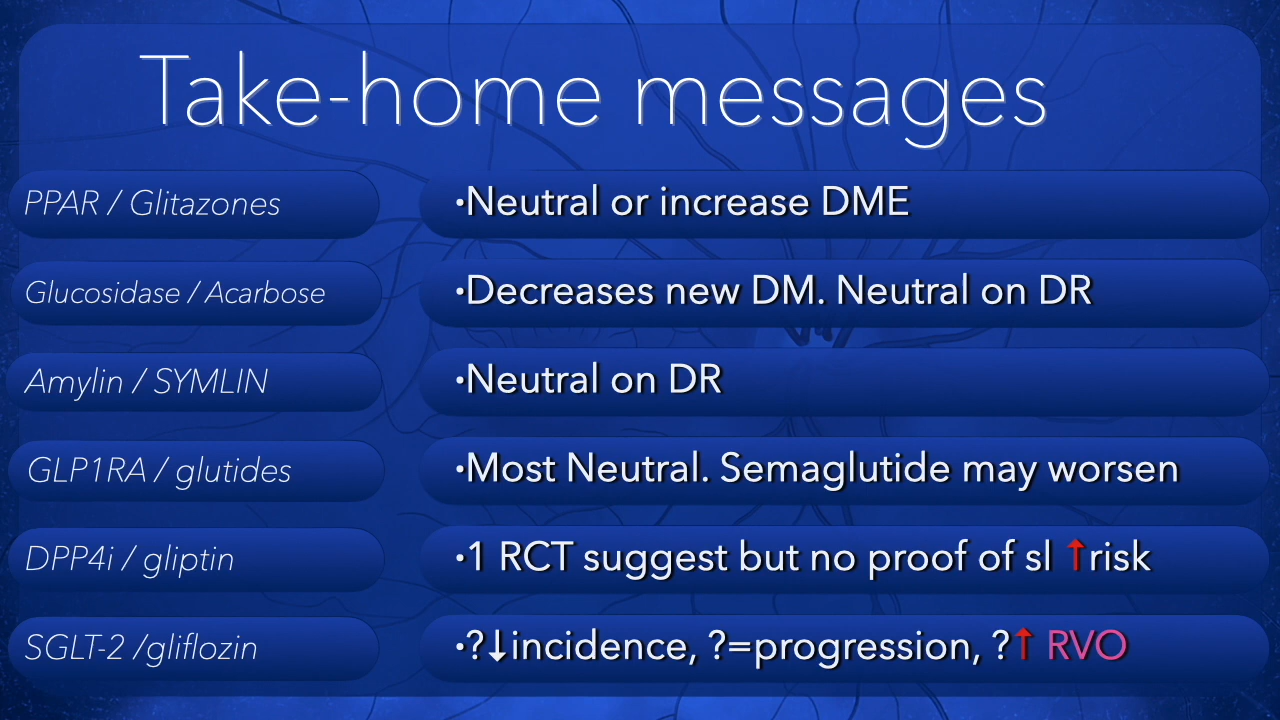 Take-home messages
PPAR / Glitazones
•Neutral or increase DME
Glucosidase / Acarbose
•Decreases new DM. Neutral on DR
Amylin / SYMLIN
•Neutral on DR
GLP1RA / glutides
•Most Neutral. Semaglutide may worsen
DPP4i / gliptin
•1 RCT suggest but no proof of sl ↑risk
SGLT-2 /gliflozin
•?↓incidence, ?=progression, ?↑ RVO